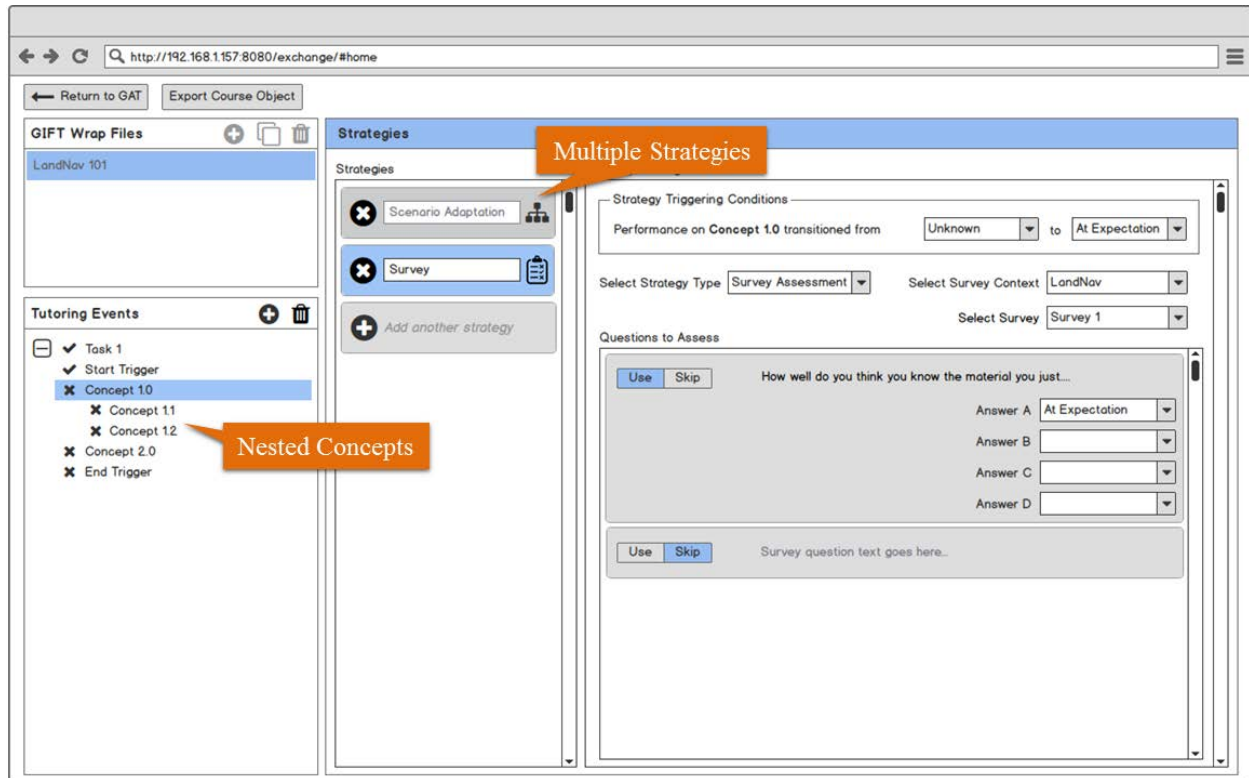 http://192.168.1.157:8080/exchange/#home
Return to GAT
Export Course Object
GIFT Wrap Files
LandNav 101
Tutoring Events
Task 1
Start Trigger
Concept 1.0
Concept 1.1
Concept 1.2
Concept 2.0
End Trigger
Nested Concepts
Strategies
Multiple Strategies
Strategies
Scenario Adaptation
Survey
Add another strategy
Strategy Triggering Conditions
Performance on Concept 1.0 transitioned from Unknown to At Expectation
Select Strategy Type Survey Assessment Select Survey Context LandNav
Select Survey Survey 1
Questions to Assess
Use Skip How well do you think you know the material you just....
Answer A At Expectation
Answer B
Answer C
Answer D
Use Skip Survey question text goes here...